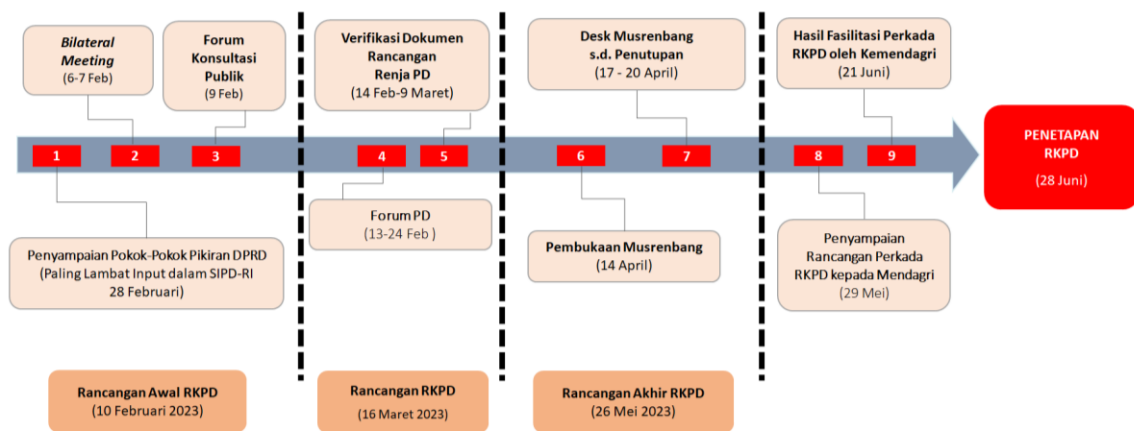 Bilateral
Meeting
(6-7 Feb)
Forum
Konsultasi
Publik
(9 Feb)
Verifikasi Dokumen
Rancangan
Renja PD
(14 Feb-9 Maret)
Desk Musrenbang
s.d. Penutupan
(17 - 20 April)
Hasil Fasilitasi Perkada
RKPD oleh Kemendagri
(21 Juni)
1
2
3
4
5
6
7
8
9
PENETAPAN
RKPD
(28 Juni)
Penyampaian Pokok-Pokok Pikiran DPRD
(Paling Lambat Input dalam SIPD-RI
28 Februari)
Forum PD
(13-24 Feb )
Pembukaan Musrenbang
(14 April)
Penyampaian
Rancangan Perkada
RKPD kepada Mendagri
(29 Mei)
Rancangan Awal RKPD
(10 Februari 2023)
Rancangan RKPD
(16 Maret 2023)
Rancangan Akhir RKPD
(26 Mei 2023)